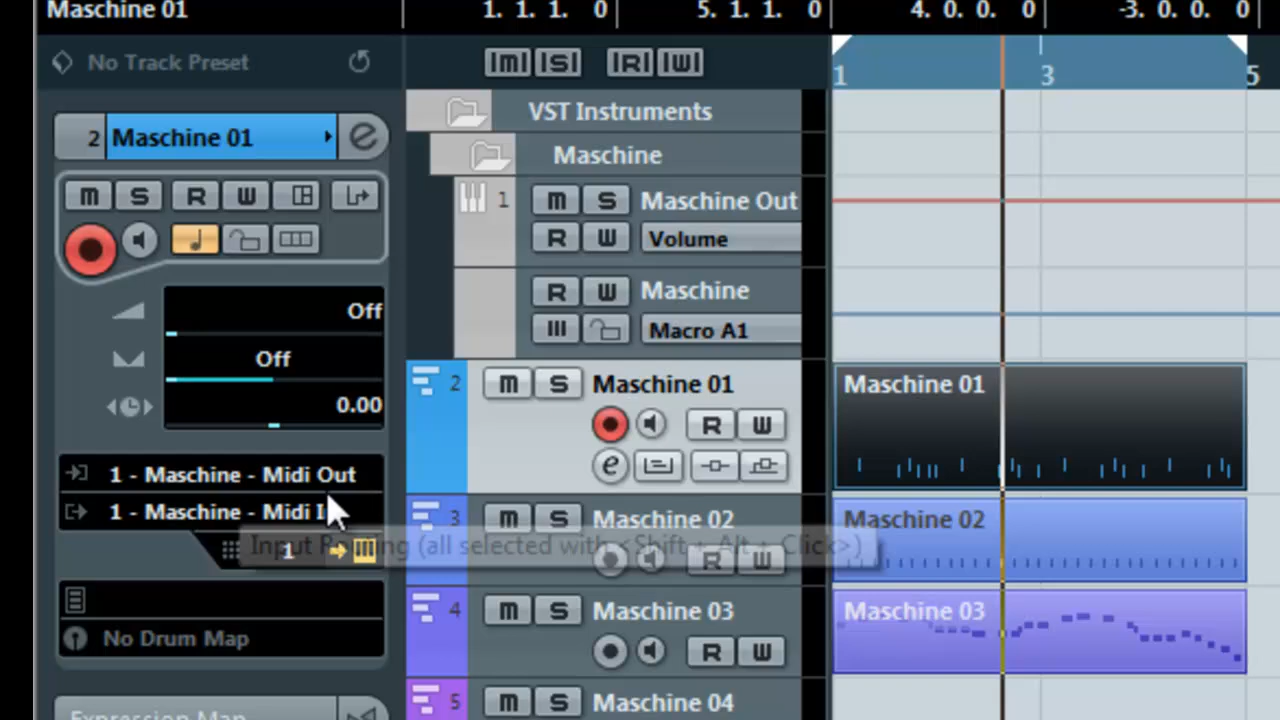 Maschine 01
1. 1. 1. 0
5. 1. 1. 0
4. 0. 0. 0
-3. 0. 0. 0
No Track Preset
M S R W
1 3 5
VST Instruments
2 Maschine 01 e
Maschine
M S R W
1 M S Maschine Out
R W Volume
Off
R W Maschine
Macro A1
Off
0.00
2 M S Maschine 01
R W
e
Maschine 01
1 - Maschine - Midi Out
1 - Maschine - Midi
Input Routing (all selected with <Shift + Alt + Click>)
1
3 M S Maschine 02
R W
Maschine 02
No Drum Map
4 M S Maschine 03
R W
Maschine 03
5 M S Maschine 04
Expression Map